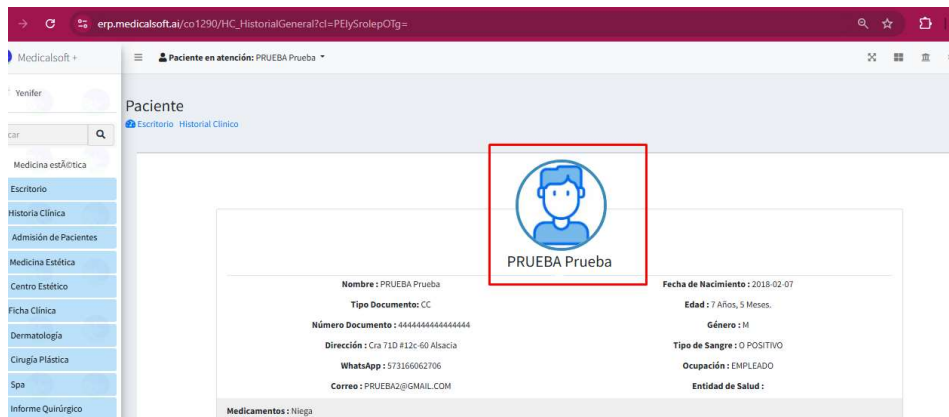 erp.medicalsoft.ai/co1290/HC_HistorialGeneral?cl=PEIySrolepOTg=
Medicalsoft +
Paciente en atención: PRUEBA Prueba
Yenifer
Paciente
Escritorio Historial Clinico
car
Medicina estÃ©tica
Escritorio
Historia Clínica
Admisión de Pacientes
Medicina Estética
Centro Estético
Ficha Clínica
Dermatología
Cirugía Plástica
Spa
Informe Quirúrgico
PRUEBA Prueba
Nombre : PRUEBA Prueba
Fecha de Nacimiento : 2018-02-07
Tipo Documento: CC
Edad : 7 Años, 5 Meses.
Número Documento : 4444444444444444
Género : M
Dirección : Cra 71D #12c-60 Alsacia
Tipo de Sangre : O POSITIVO
WhatsApp : 573166062706
Ocupación : EMPLEADO
Correo : PRUEBA2@GMAIL.COM
Entidad de Salud :
Medicamentos : Niega